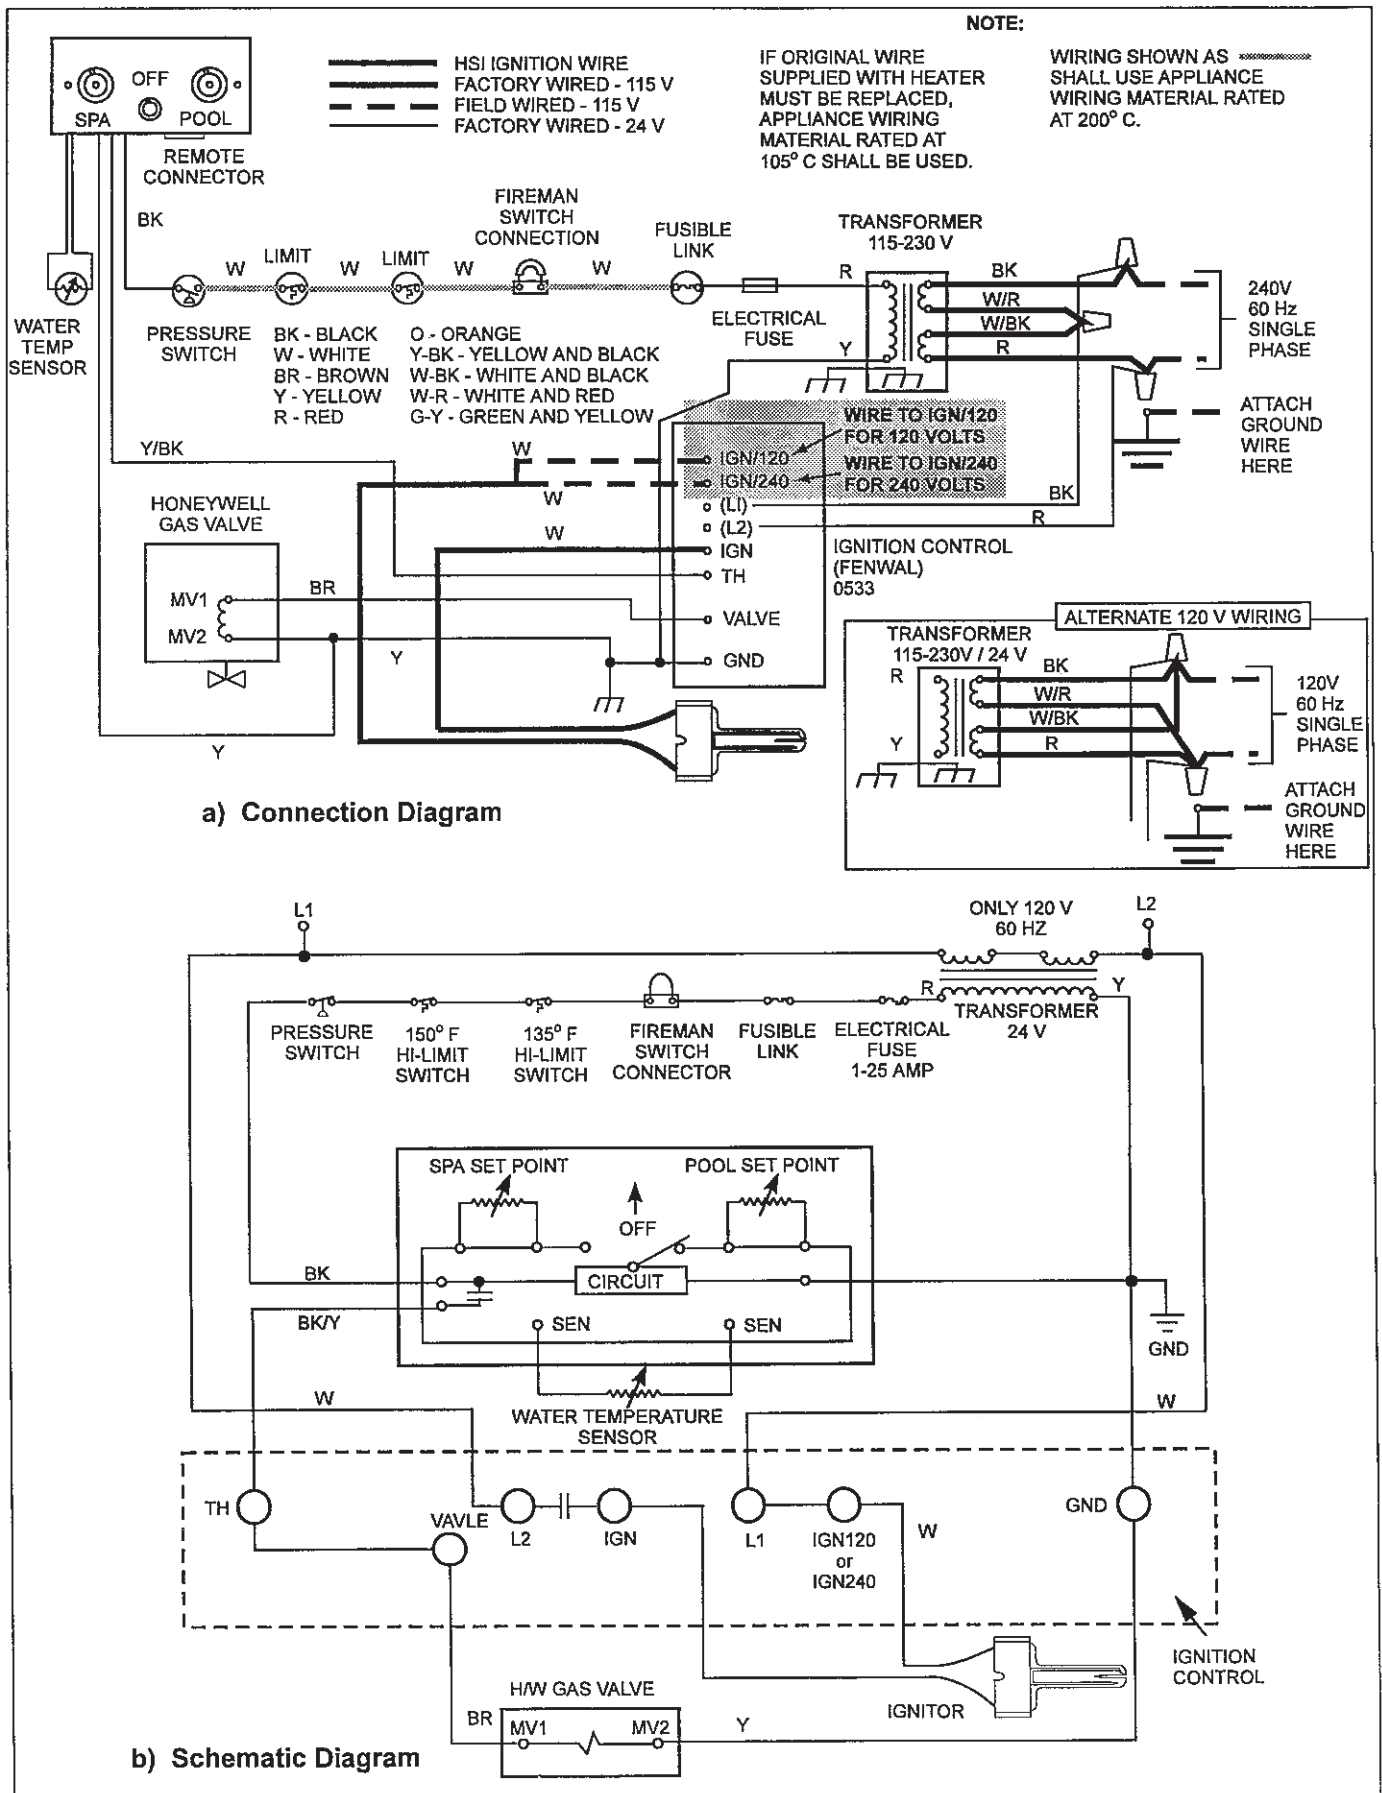 NOTE:
IF ORIGINAL WIRE
SUPPLIED WITH HEATER
MUST BE REPLACED,
APPLIANCE WIRING
MATERIAL RATED AT
105° C SHALL BE USED.
WIRING SHOWN AS
SHALL USE APPLIANCE
WIRING MATERIAL RATED
AT 200° C.
HSI IGNITION WIRE
FACTORY WIRED - 115 V
FIELD WIRED - 115 V
FACTORY WIRED - 24 V
OFF
SPA
POOL
REMOTE
CONNECTOR
BK
WATER
TEMP
SENSOR
PRESSURE
SWITCH
W
LIMIT
W
LIMIT
W
FIREMAN
SWITCH
CONNECTION
W
FUSIBLE
LINK
ELECTRICAL
FUSE
TRANSFORMER
115-230 V
R
Y
BK
W/R
W/BK
R
240V
60 Hz
SINGLE
PHASE
ATTACH
GROUND
WIRE
HERE
BK - BLACK
W - WHITE
BR - BROWN
Y - YELLOW
R - RED
O - ORANGE
Y-BK - YELLOW AND BLACK
W-BK - WHITE AND BLACK
W-R - WHITE AND RED
G-Y - GREEN AND YELLOW
WIRE TO IGN/120
FOR 120 VOLTS
WIRE TO IGN/240
FOR 240 VOLTS
Y/BK
W
W
W
IGN/120
IGN/240
(LI)
(L2)
IGN
TH
VALVE
GND
BK
R
IGNITION CONTROL
(FENWAL)
0533
HONEYWELL
GAS VALVE
MV1
MV2
BR
Y
Y
ALTERNATE 120 V WIRING
TRANSFORMER
115-230V / 24 V
R
Y
BK
W/R
W/BK
R
120V
60 Hz
SINGLE
PHASE
ATTACH
GROUND
WIRE
HERE
a) Connection Diagram
L1
ONLY 120 V
60 HZ
L2
R
Y
TRANSFORMER
24 V
PRESSURE
SWITCH
150° F
HI-LIMIT
SWITCH
135° F
HI-LIMIT
SWITCH
FIREMAN
SWITCH
CONNECTOR
FUSIBLE
LINK
ELECTRICAL
FUSE
1-25 AMP
SPA SET POINT
POOL SET POINT
OFF
BK
CIRCUIT
BK/Y
SEN
SEN
GND
W
WATER TEMPERATURE
SENSOR
W
TH
VAVLE
L2
IGN
L1
IGN120
or
IGN240
W
GND
IGNITION
CONTROL
IGNITOR
H/W GAS VALVE
BR
MV1
MV2
Y
b) Schematic Diagram